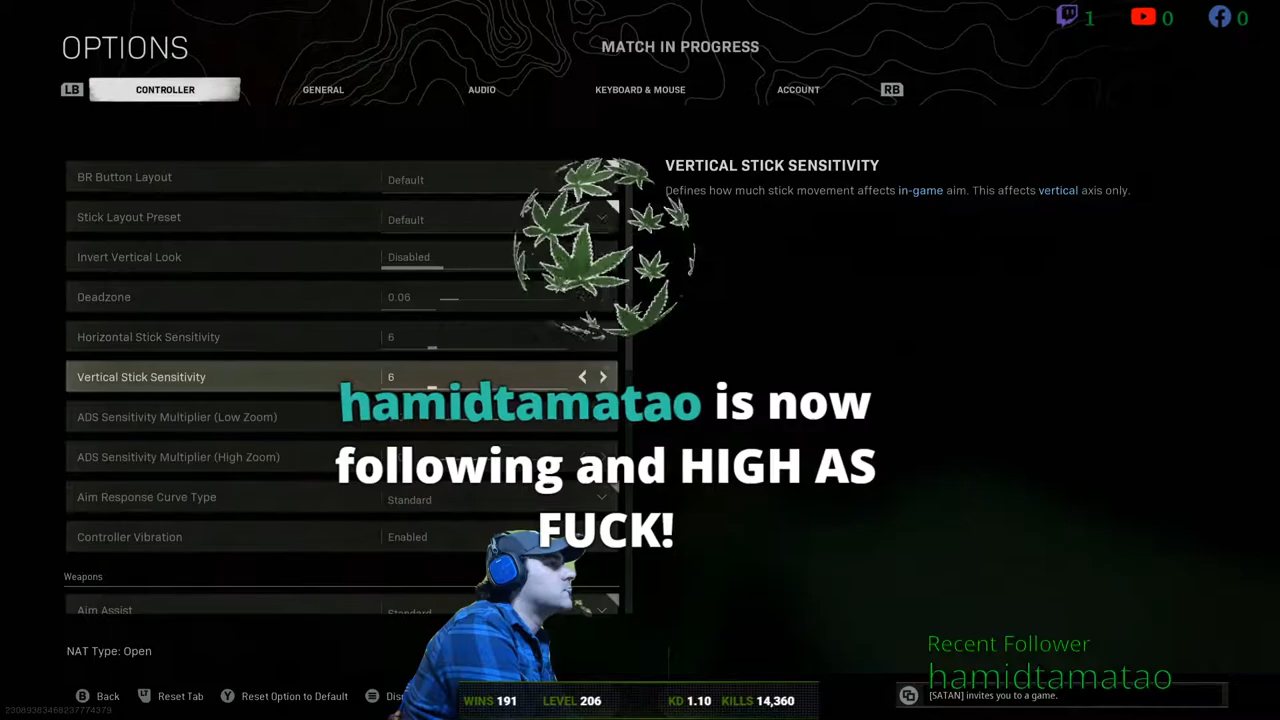 1
0
0
OPTIONS
MATCH IN PROGRESS
LB
CONTROLLER
GENERAL
AUDIO
KEYBOARD & MOUSE
ACCOUNT
RB
BR Button Layout
Default
Stick Layout Preset
Default
Invert Vertical Look
Disabled
Deadzone
0.06
Horizontal Stick Sensitivity
6
Vertical Stick Sensitivity
6
ADS Sensitivity Multiplier (Low Zoom)
ADS Sensitivity Multiplier (High Zoom)
Aim Response Curve Type
Standard
Controller Vibration
Enabled
Weapons
Aim Assist
Standard
VERTICAL STICK SENSITIVITY
Defines how much stick movement affects in-game aim. This affects vertical axis only.
hamidtamatao is now
following and HIGH AS
FUCK!
NAT Type: Open
B Back
LT Reset Tab
Y Reset Option to Default
WINS 191
LEVEL 206
KD 1.10
KILLS 14,360
Recent Follower
hamidtamatao
[SATAN] invites you to a game.
23089383468237774379